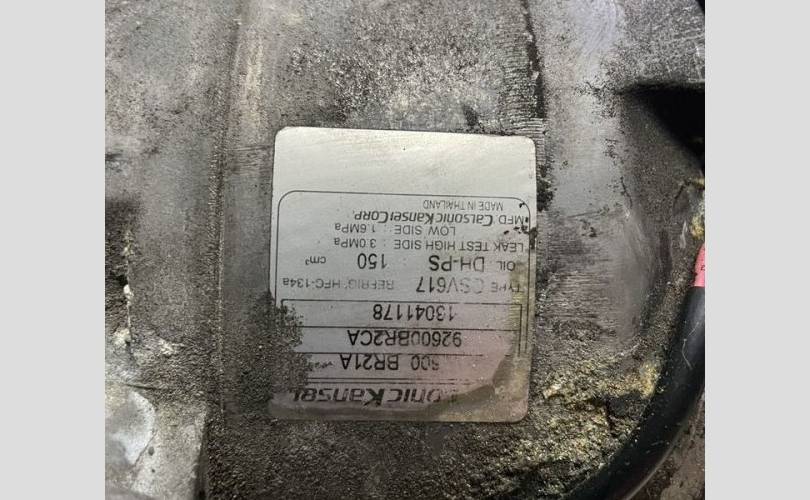 onic Kansei
600 BR21A
92600BR2CA
13041178
TYPE CSV617 REFRIG. HFC-134a
OIL: DH-PS 150 cm³
LEAK TEST HIGH SIDE : 3.0MPa
LOW SIDE : 1.6MPa
MFD. CALSONIC KANSEI CORP.
MADE IN THAILAND